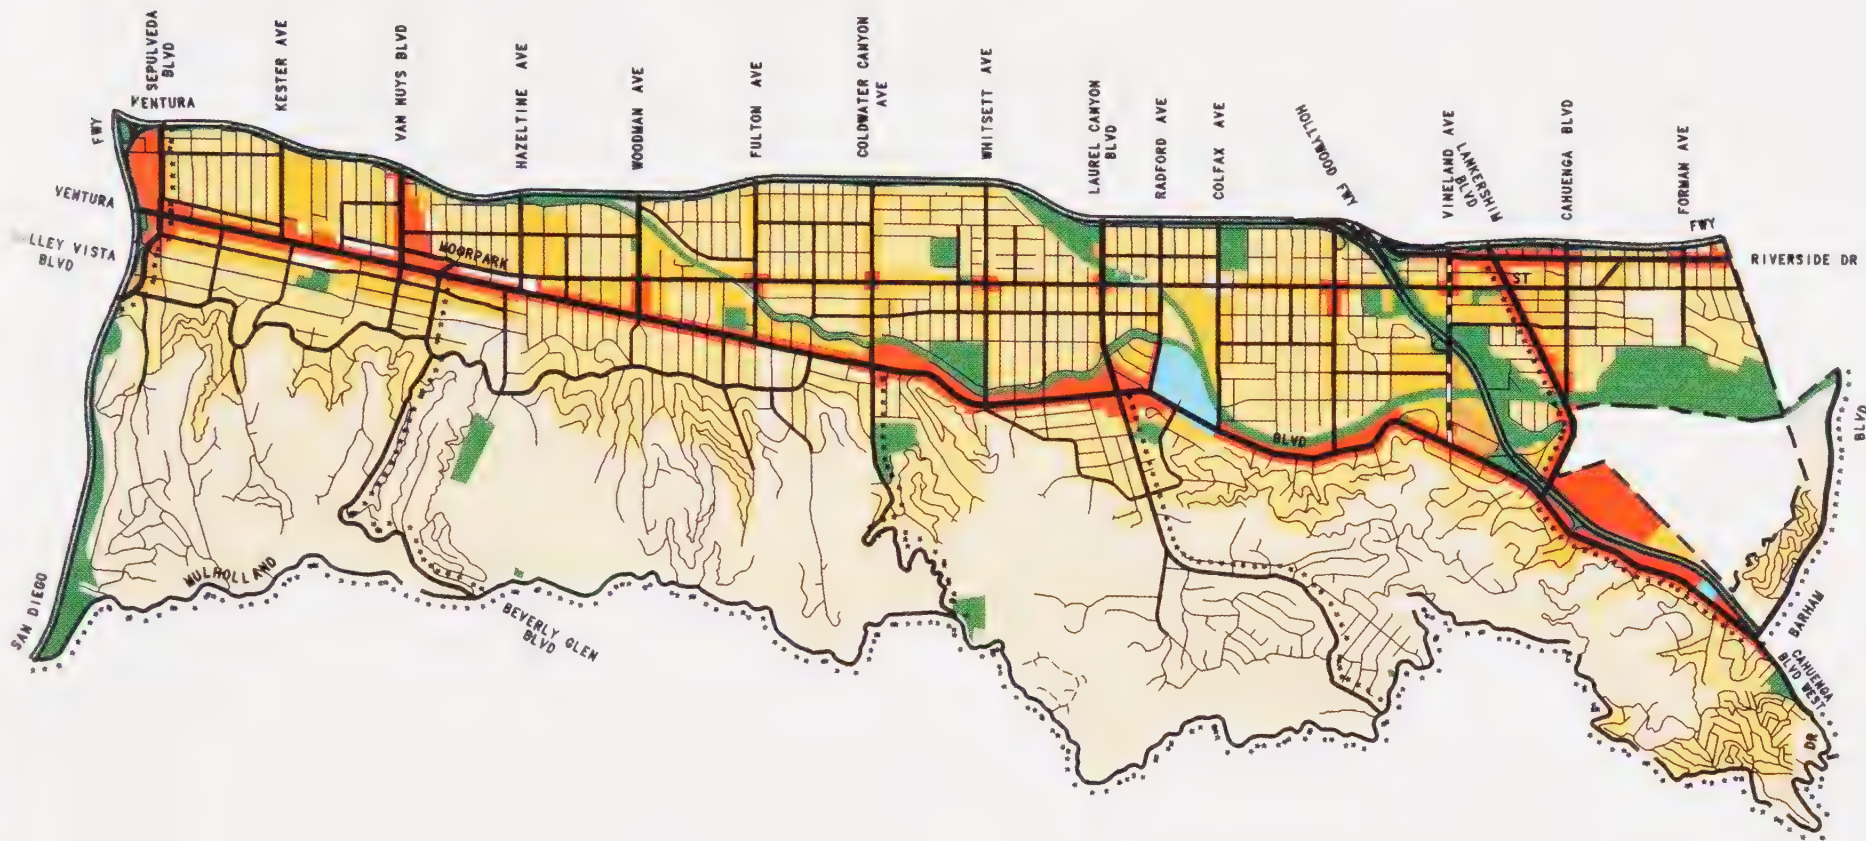 SEPULVEDA
BLVD
KESTER AVE
VAN NUYS BLVD
HAZELTINE AVE
WOODMAN AVE
FULTON AVE
COLDWATER CANYON
AVE
WHITSETT AVE
LAUREL CANYON
BLVD
RADFORD AVE
COLFAX AVE
HOLLYWOOD FWY
VINELAND AVE
LANKERSHIM
BLVD
CAHUENGA BLVD
FORMAN AVE
VENTURA
FWY
FWY
RIVERSIDE DR
VENTURA
LLEY VISTA
BLVD
MOORPARK
ST
BLVD
BLVD
MULHOLLAND
SAN DIEGO
BEVERLY GLEN
BLVD
BARHAM
CAHUENGA
BLVD WEST
DR